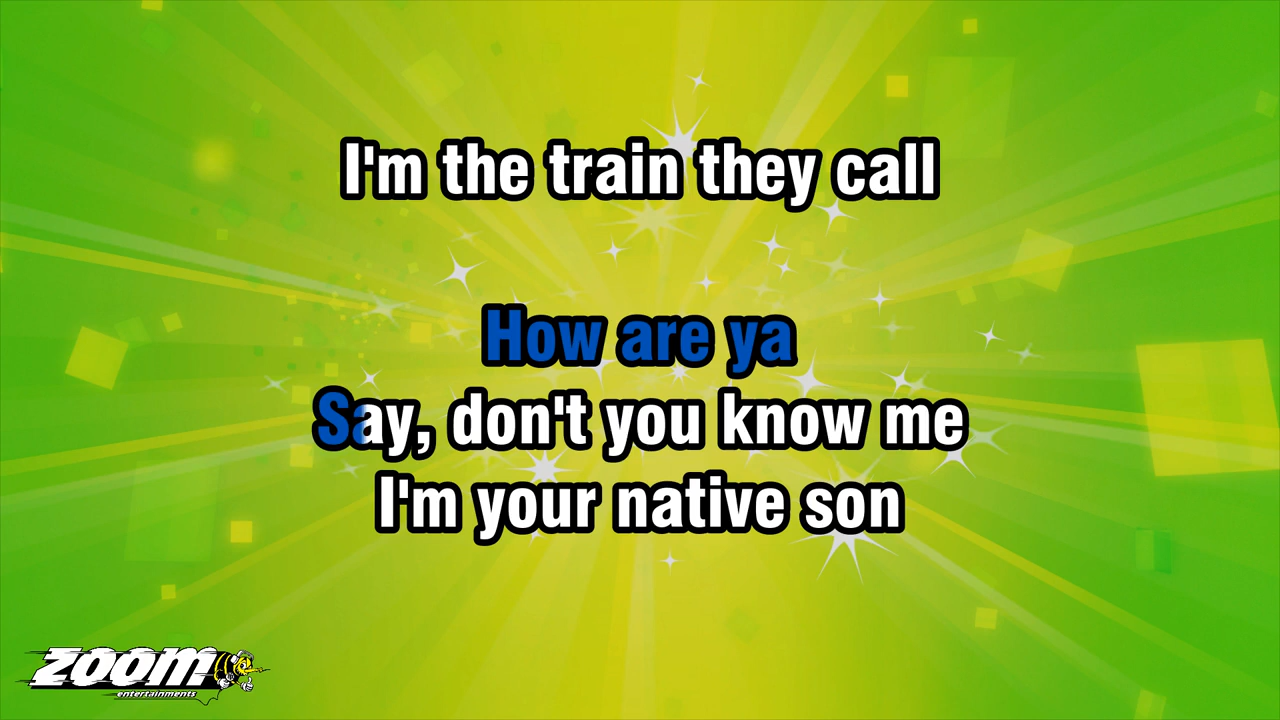 I'm the train they call
How are ya
Say, don't you know me
I'm your native son
ZOOM
entertainments